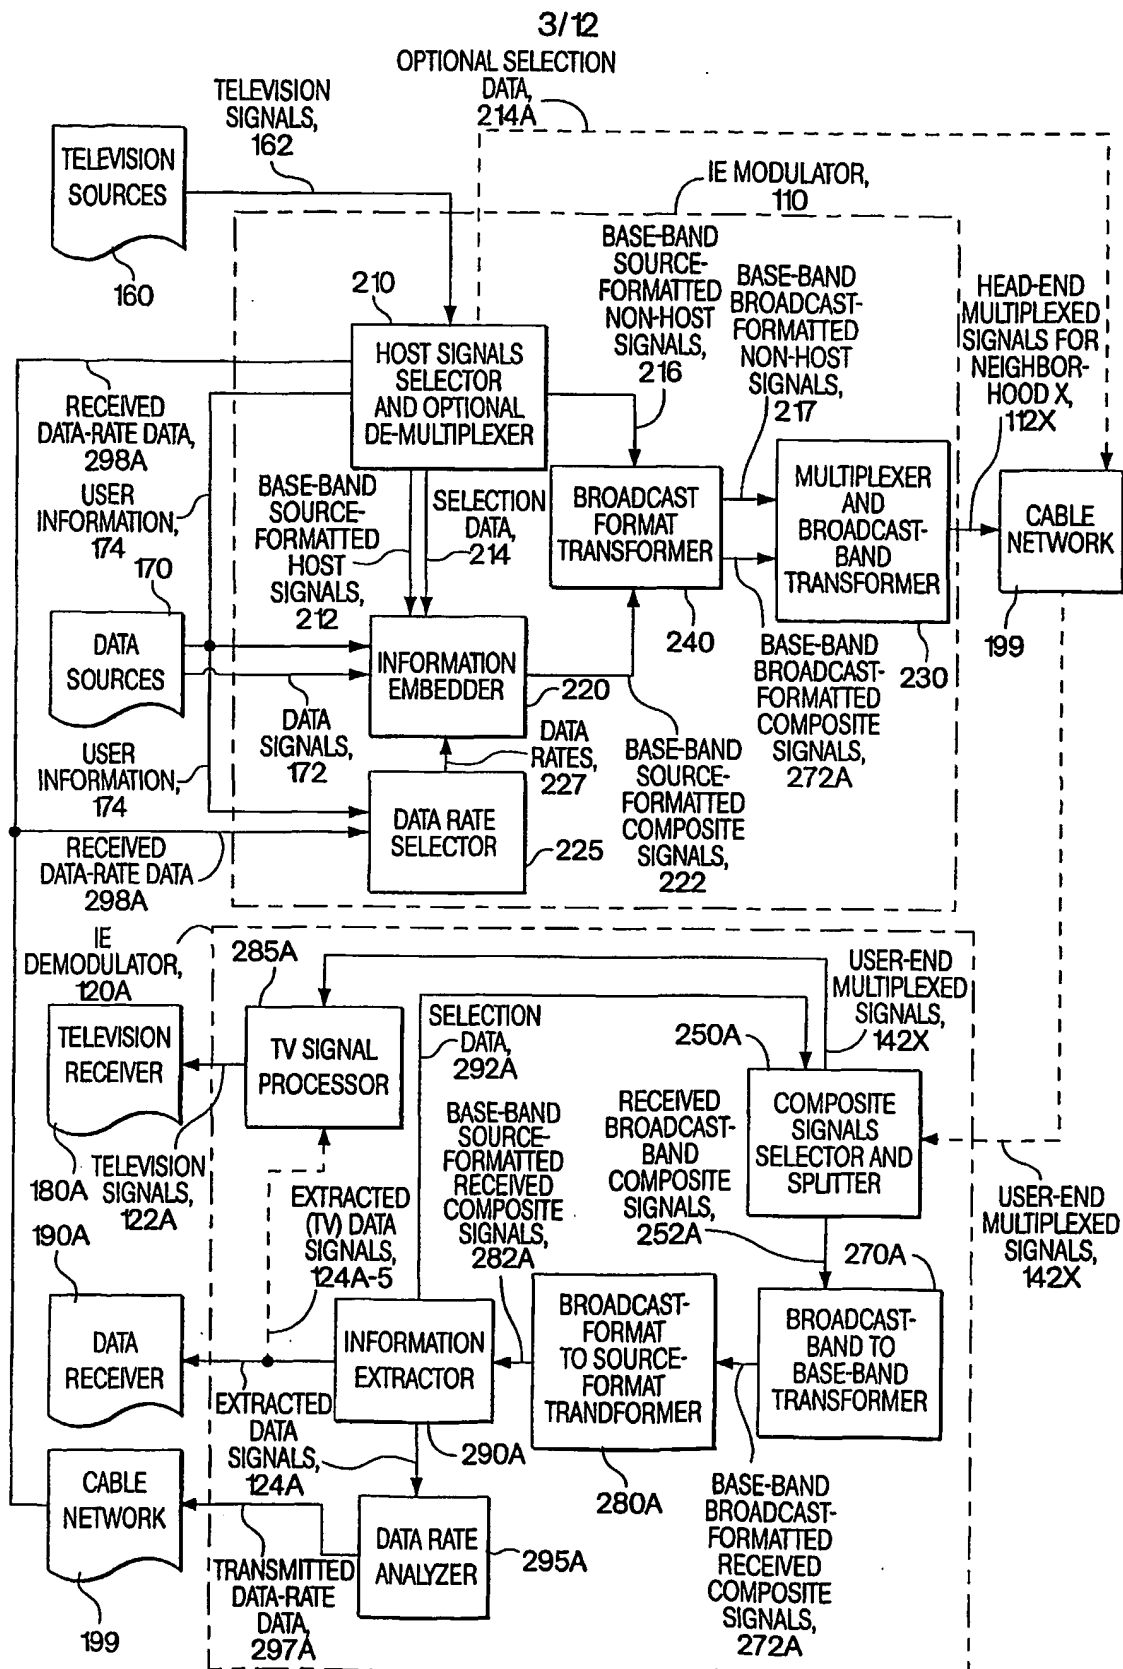 3/12
OPTIONAL SELECTION
DATA,
214A
TELEVISION
SIGNALS,
162
TELEVISION
SOURCES
160
IE MODULATOR,
110
210
HOST SIGNALS
SELECTOR
AND OPTIONAL
DE-MULTIPLEXER
BASE-BAND
SOURCE-
FORMATTED
NON-HOST
SIGNALS,
216
BASE-BAND
BROADCAST-
FORMATTED
NON-HOST
SIGNALS,
217
HEAD-END
MULTIPLEXED
SIGNALS FOR
NEIGHBOR-
HOOD X,
112X
RECEIVED
DATA-RATE DATA,
298A
USER
INFORMATION,
174
BASE-BAND
SOURCE-
FORMATTED
HOST
SIGNALS,
212
SELECTION
DATA,
214
BROADCAST
FORMAT
TRANSFORMER
240
MULTIPLEXER
AND
BROADCAST-
BAND
TRANSFORMER
230
CABLE
NETWORK
199
170
DATA
SOURCES
INFORMATION
EMBEDDER
220
DATA
SIGNALS,
172
DATA
RATES,
227
BASE-BAND
SOURCE-
FORMATTED
COMPOSITE
SIGNALS,
222
BASE-BAND
BROADCAST-
FORMATTED
COMPOSITE
SIGNALS,
272A
USER
INFORMATION,
174
DATA RATE
SELECTOR
225
RECEIVED
DATA-RATE DATA
298A
IE
DEMODULATOR,
120A
285A
TV SIGNAL
PROCESSOR
TELEVISION
RECEIVER
180A
TELEVISION
SIGNALS,
122A
SELECTION
DATA,
292A
USER-END
MULTIPLEXED
SIGNALS,
142X
250A
COMPOSITE
SIGNALS
SELECTOR AND
SPLITTER
RECEIVED
BROADCAST-
BAND
COMPOSITE
SIGNALS,
252A
BASE-BAND
SOURCE-
FORMATTED
RECEIVED
COMPOSITE
SIGNALS,
282A
EXTRACTED
(TV) DATA
SIGNALS,
124A-5
USER-END
MULTIPLEXED
SIGNALS,
142X
190A
DATA
RECEIVER
INFORMATION
EXTRACTOR
290A
BROADCAST-
FORMAT
TO SOURCE-
FORMAT
TRANDFORMER
280A
270A
BROADCAST-
BAND TO
BASE-BAND
TRANSFORMER
EXTRACTED
DATA
SIGNALS,
124A
BASE-BAND
BROADCAST-
FORMATTED
RECEIVED
COMPOSITE
SIGNALS,
272A
CABLE
NETWORK
199
TRANSMITTED
DATA-RATE
DATA,
297A
DATA RATE
ANALYZER
295A